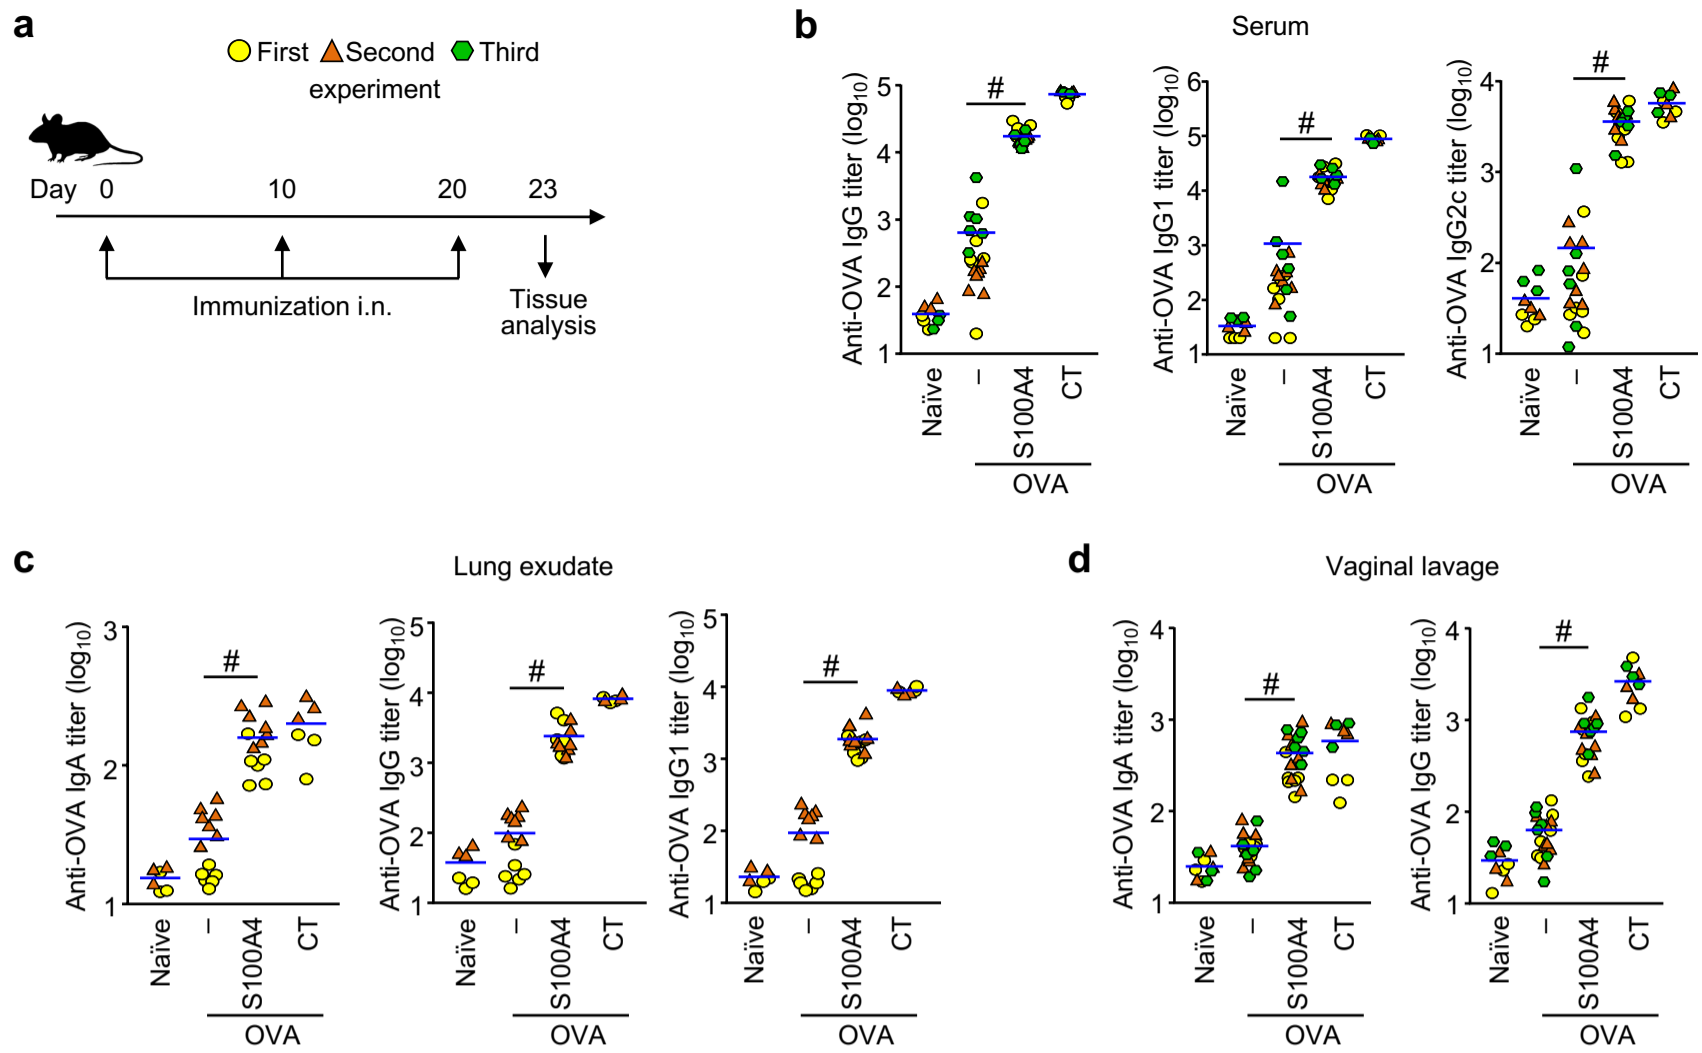 a
First Second Third
experiment
Day 0 10 20 23
Immunization i.n.
Tissue
analysis
b
Serum
Anti-OVA IgG titer (log10)
5
4
3
2
1
#
Naïve
–
S100A4
CT
OVA
Anti-OVA IgG1 titer (log10)
6
5
4
3
2
1
#
Naïve
–
S100A4
CT
OVA
Anti-OVA IgG2c titer (log10)
4
3
2
1
#
Naïve
–
S100A4
CT
OVA
c
Lung exudate
Anti-OVA IgA titer (log10)
3
2
1
#
Naïve
–
S100A4
CT
OVA
Anti-OVA IgG titer (log10)
5
4
3
2
1
#
Naïve
–
S100A4
CT
OVA
Anti-OVA IgG1 titer (log10)
5
4
3
2
1
#
Naïve
–
S100A4
CT
OVA
d
Vaginal lavage
Anti-OVA IgA titer (log10)
4
3
2
1
#
Naïve
–
S100A4
CT
OVA
Anti-OVA IgG titer (log10)
4
3
2
1
#
Naïve
–
S100A4
CT
OVA